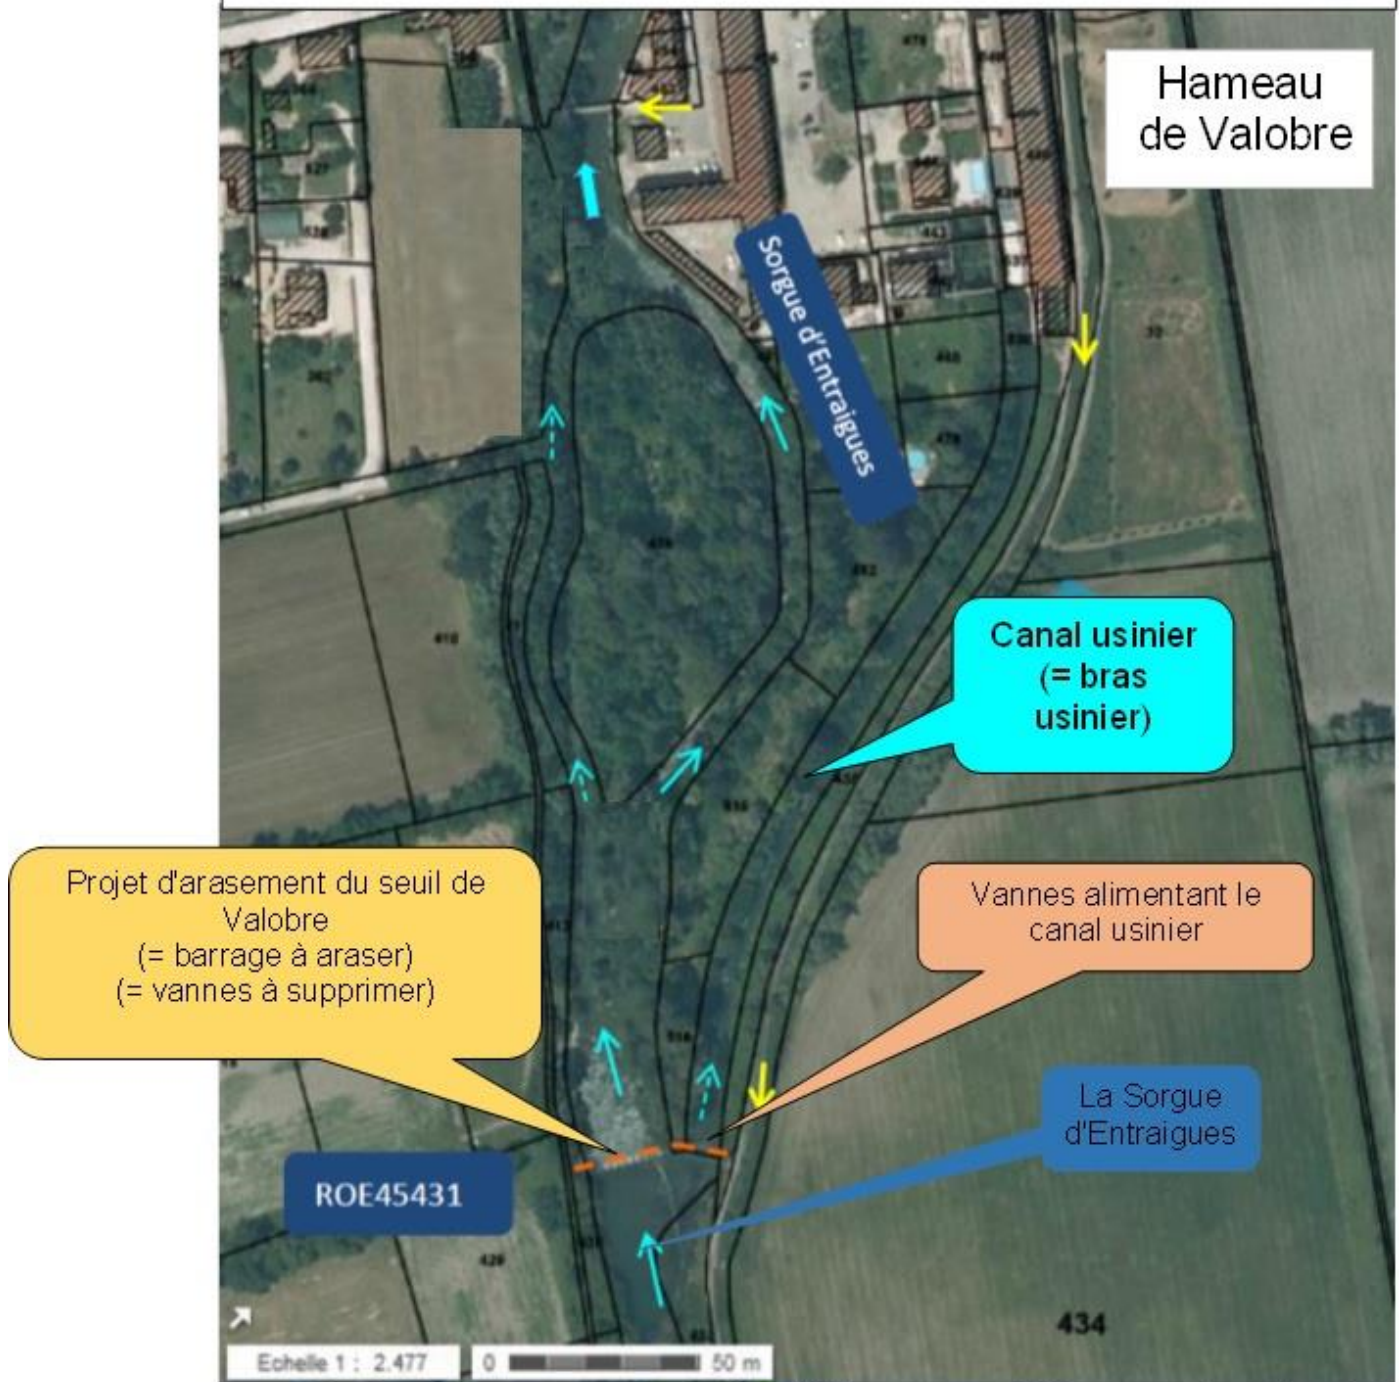 Hameau
de Valobre
Sorgue d'Entraigues
Canal usinier
(= bras
usinier)
Projet d'arasement du seuil de
Valobre
(= barrage à araser)
(= vannes à supprimer)
Vannes alimentant le
canal usinier
La Sorgue
d'Entraigues
ROE45431
434
Echelle 1 : 2.477
0
50 m